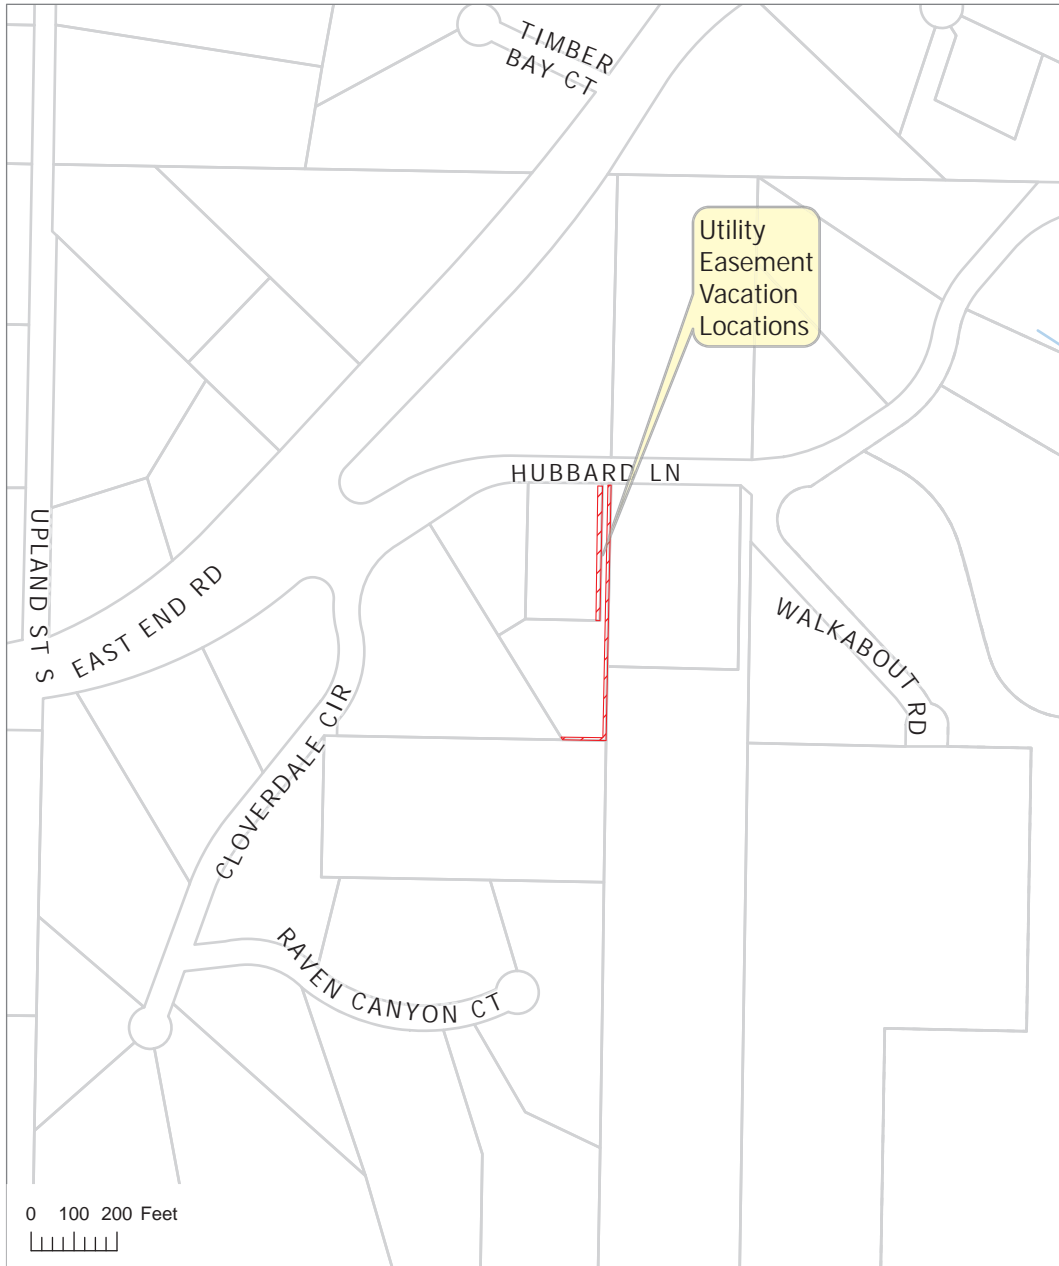 TIMBER
BAY CT
Utility
Easement
Vacation
Locations
HUBBARD LN
UPLAND ST S
EAST END RD
WALKABOUT RD
CLOVERDALE CIR
RAVEN CANYON CT
0 100 200 Feet